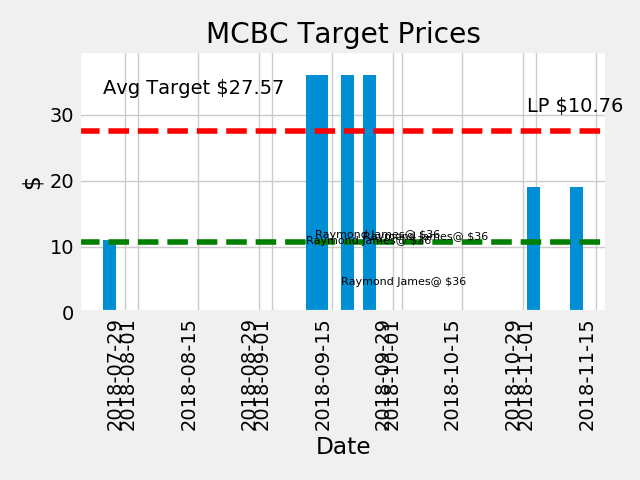 MCBC Target Prices
Avg Target $27.57
LP $10.76
$
30
20
10
0
Raymond James@ $36
Raymond James@ $36
Raymond James@ $36
Raymond James@ $36
2018-07-29
2018-08-01
2018-08-15
2018-08-29
2018-09-01
2018-09-15
2018-09-29
2018-10-01
2018-10-15
2018-10-29
2018-11-01
2018-11-15
Date